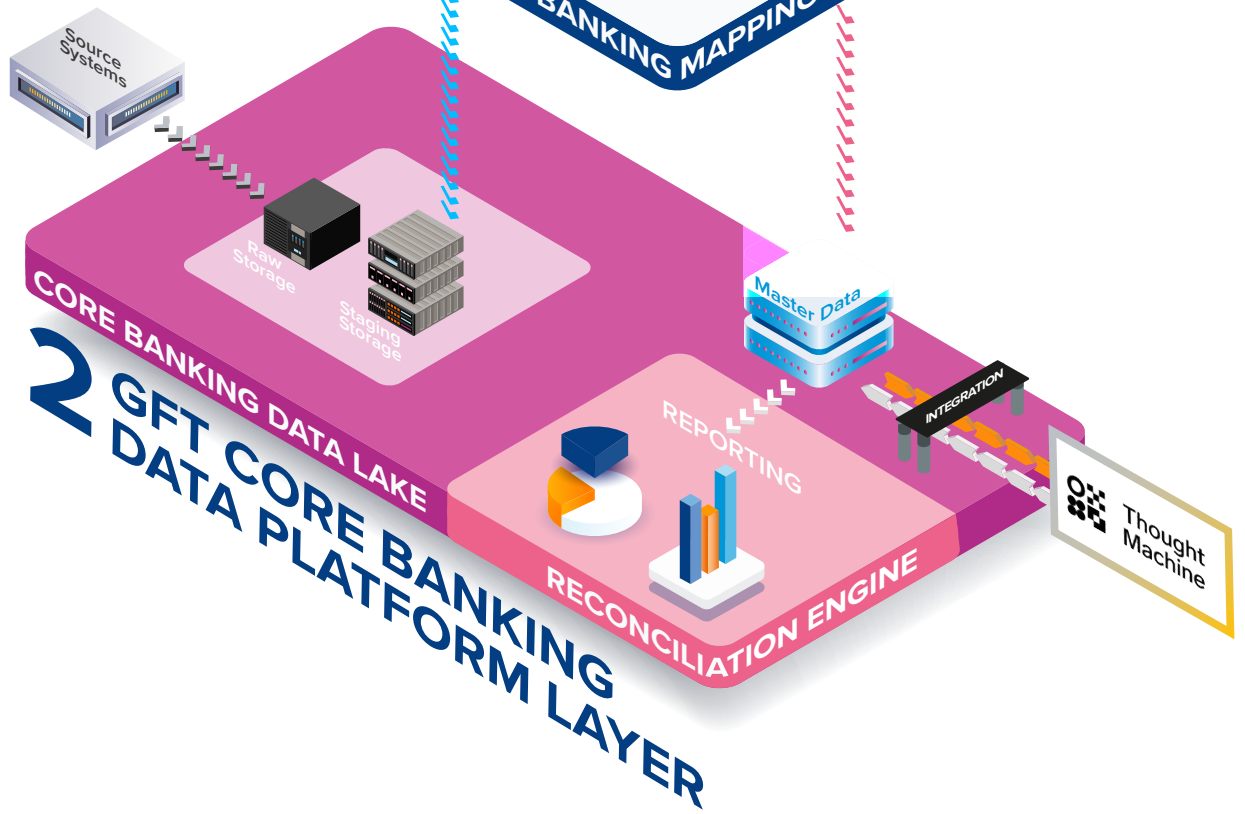 BANKING MAPPING
Source
Systems
Raw
Storage
Staging
Storage
Master Data
INTEGRATION
REPORTING
CORE BANKING DATA LAKE
RECONCILIATION ENGINE
Thought
Machine
2 GFT CORE BANKING
DATA PLATFORM LAYER